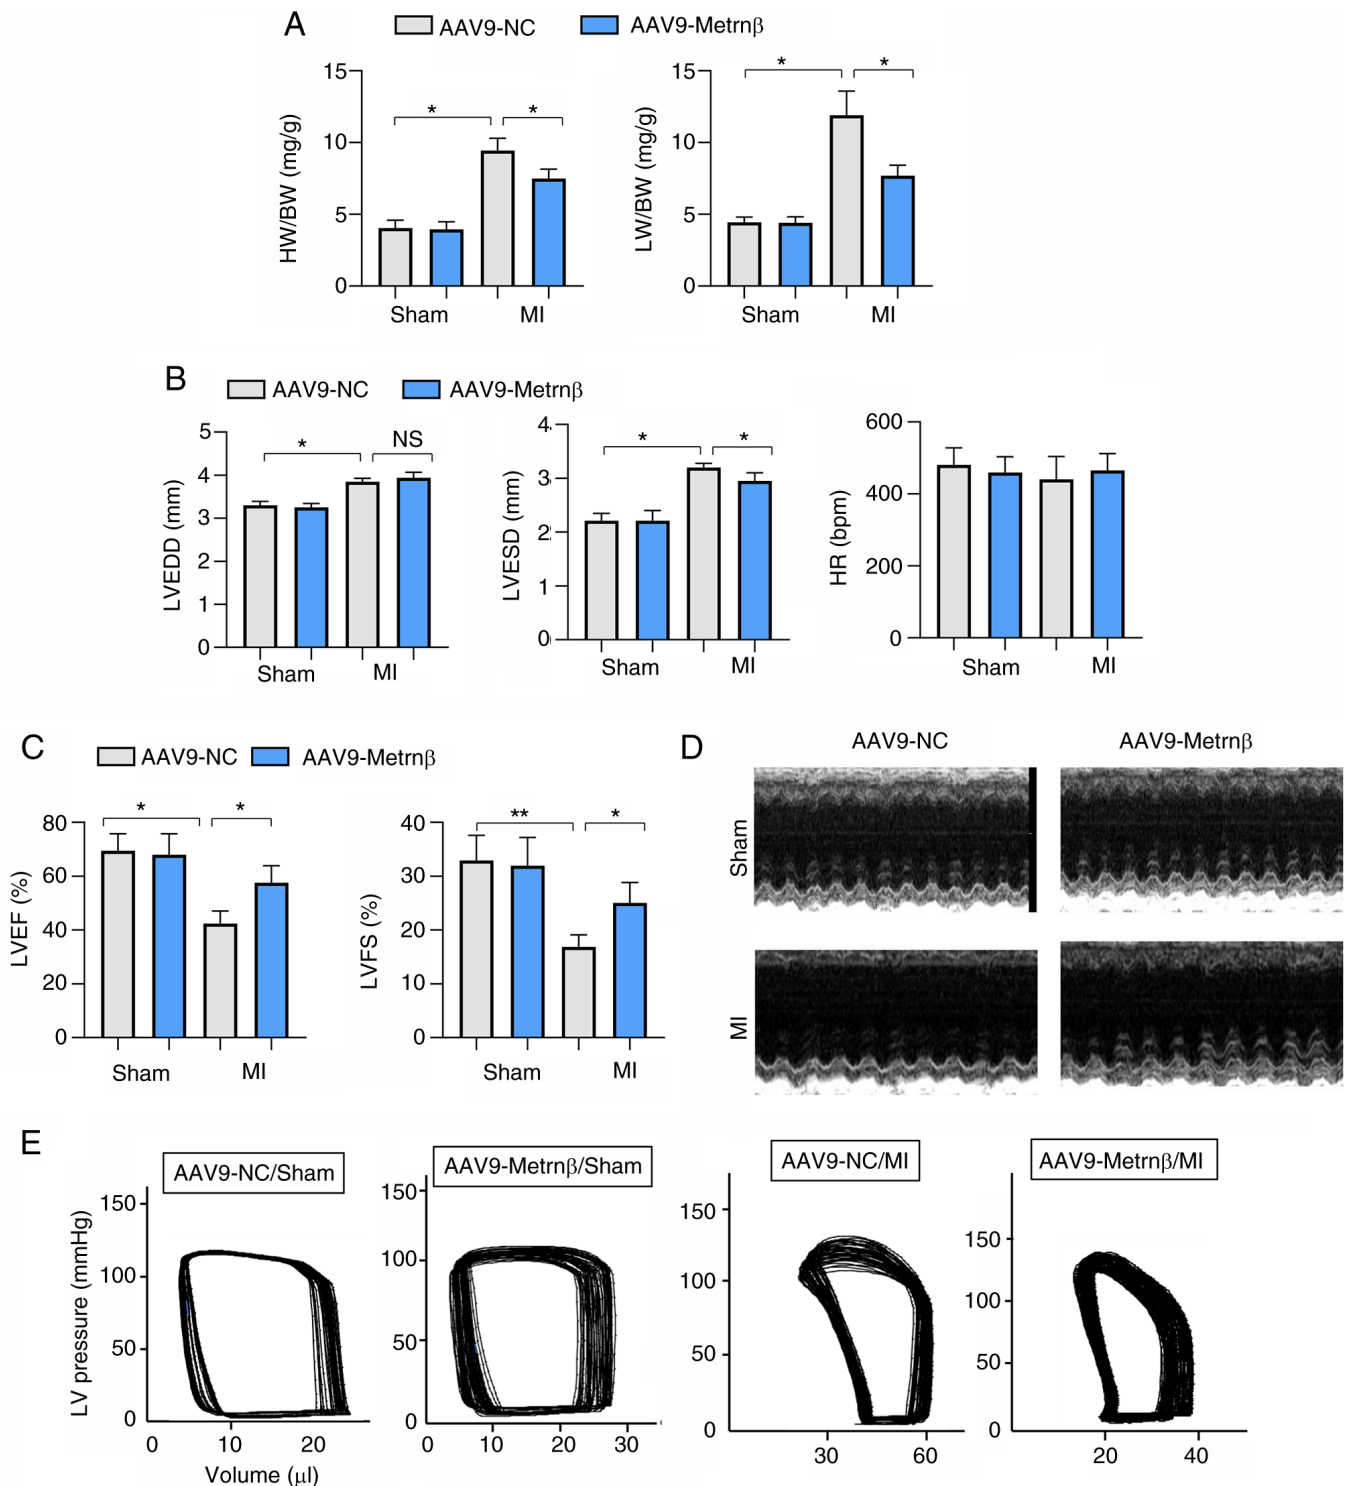 A
AAV9-NC AAV9-Metrnβ
15
10
5
0
HW/BW (mg/g)
* *
Sham MI
15
10
5
0
LW/BW (mg/g)
* *
Sham MI
B
AAV9-NC AAV9-Metrnβ
5
4
3
2
1
0
LVEDD (mm)
* NS
Sham MI
4
3
2
1
0
LVESD (mm)
* *
Sham MI
600
400
200
0
HR (bpm)
Sham MI
C
AAV9-NC AAV9-Metrnβ
80
60
40
20
0
LVEF (%)
* *
Sham MI
40
30
20
10
0
LVFS (%)
** *
Sham MI
D
AAV9-NC AAV9-Metrnβ
Sham
MI
E
AAV9-NC/Sham
150
100
50
0
LV pressure (mmHg)
0 10 20
Volume (μl)
AAV9-Metrnβ/Sham
150
100
50
0
0 10 20 30
AAV9-NC/MI
150
100
50
0
30 60
AAV9-Metrnβ/MI
150
100
50
0
20 40